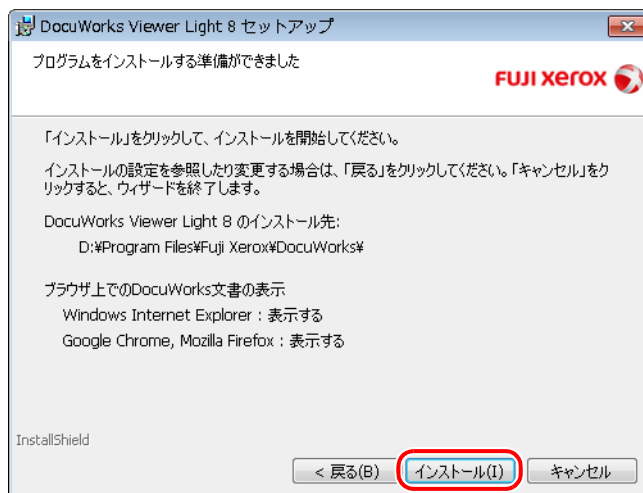 DocuWorks Viewer Light 8 セットアップ
プログラムをインストールする準備ができました
FUJI xerox
「インストール」をクリックして、インストールを開始してください。
インストールの設定を参照したり変更する場合は、「戻る」をクリックしてください。「キャンセル」をク
リックすると、ウィザードを終了します。
DocuWorks Viewer Light 8 のインストール先:
D:¥Program Files¥Fuji Xerox¥DocuWorks¥
ブラウザ上でのDocuWorks文書の表示
Windows Internet Explorer : 表示する
Google Chrome, Mozilla Firefox : 表示する
InstallShield
< 戻る(B) インストール(I) キャンセル